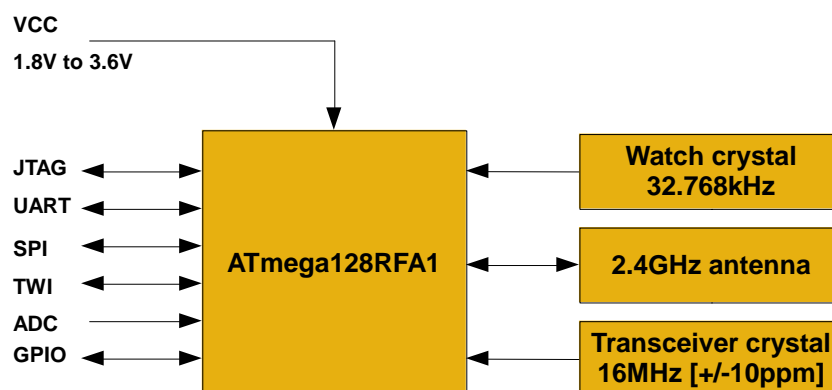 VCC
1.8V to 3.6V
JTAG
UART
SPI
TWI
ADC
GPIO
ATmega128RFA1
Watch crystal
32.768kHz
2.4GHz antenna
Transceiver crystal
16MHz [+/-10ppm]